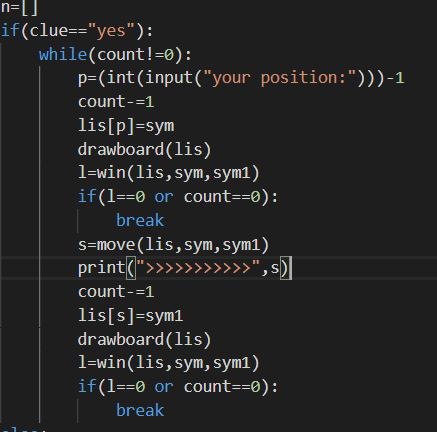 n=[]
if(clue=="yes"):
    while(count!=0):
        p=(int(input("your position:")))-1
        count-=1
        lis[p]=sym
        drawboard(lis)
        l=win(lis,sym,sym1)
        if(l==0 or count==0):
            break
        s=move(lis,sym,sym1)
        print(">>>>>>>>>>>",s)
        count-=1
        lis[s]=sym1
        drawboard(lis)
        l=win(lis,sym,sym1)
        if(l==0 or count==0):
            break